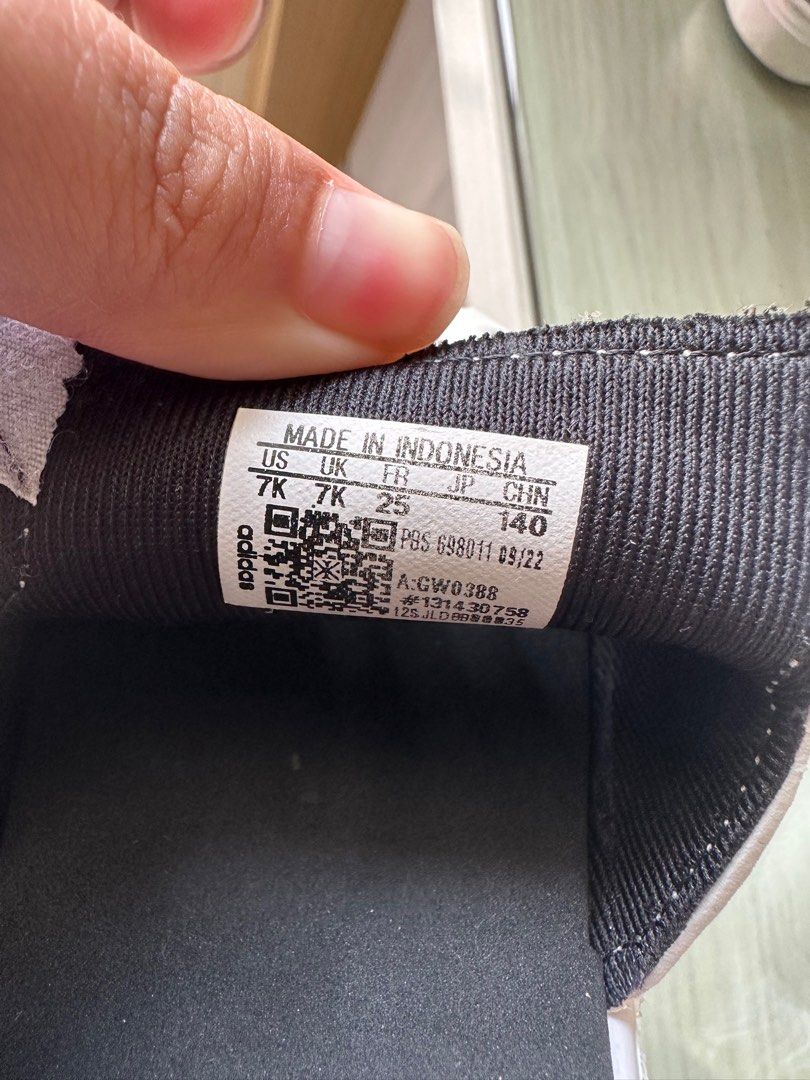 MADE IN INDONESIA
US UK FR JP CHN
7K 7K 25 140
adidas
PBS 698011 09/22
A:GW0388
#131430758